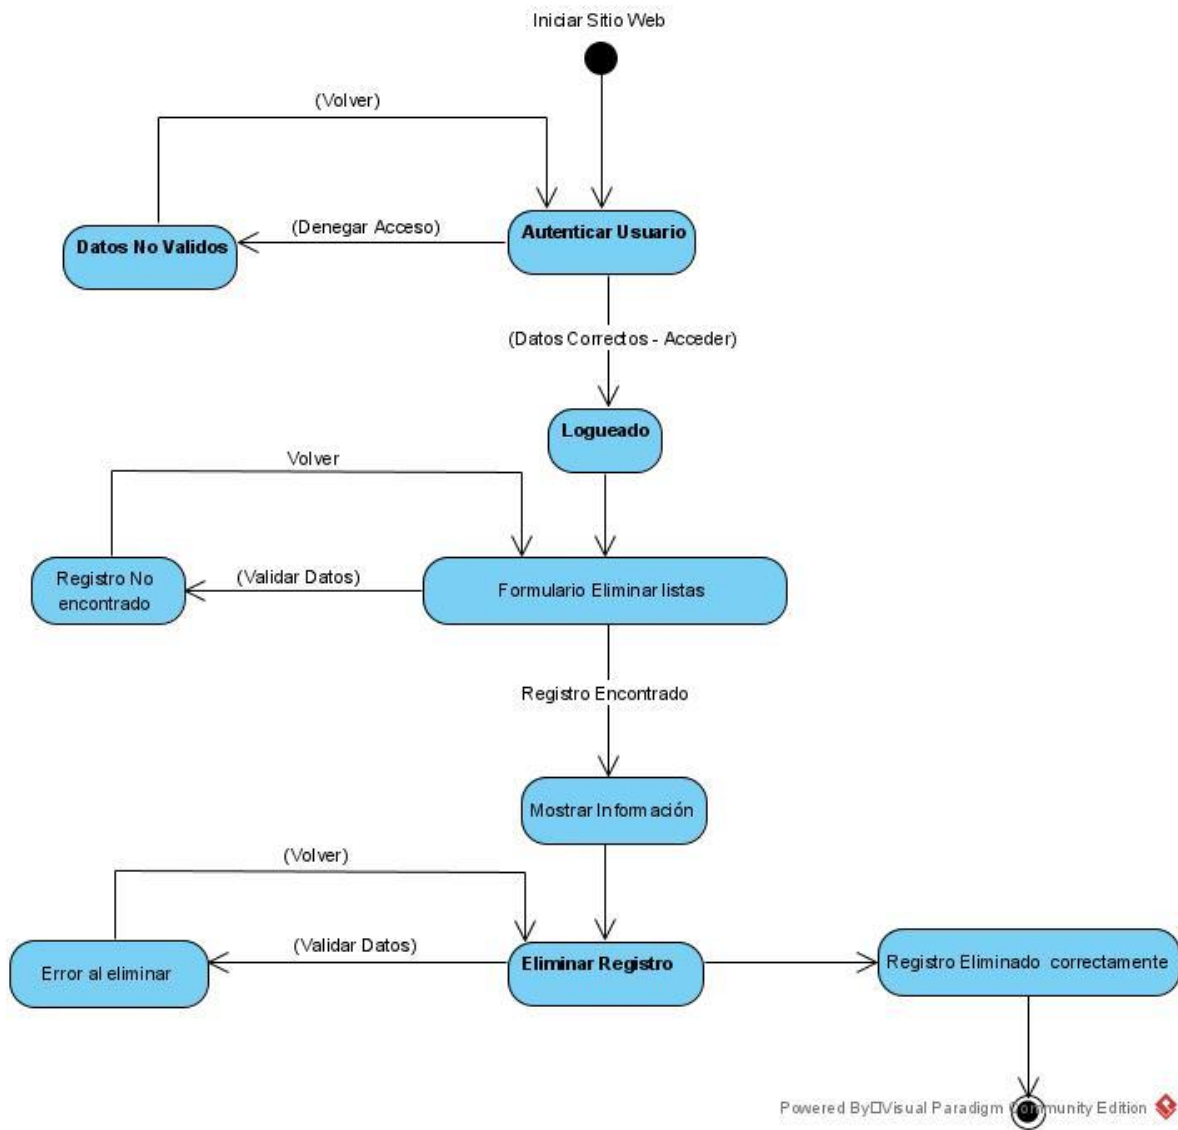 Iniciar Sitio Web
(Volver)
(Denegar Acceso)
Datos No Validos
Autenticar Usuario
(Datos Correctos - Acceder)
Logueado
Volver
Registro No
encontrado
(Validar Datos)
Formulario Eliminar listas
Registro Encontrado
Mostrar Información
(Volver)
(Validar Datos)
Error al eliminar
Eliminar Registro
Registro Eliminado correctamente
Powered By Visual Paradigm Community Edition